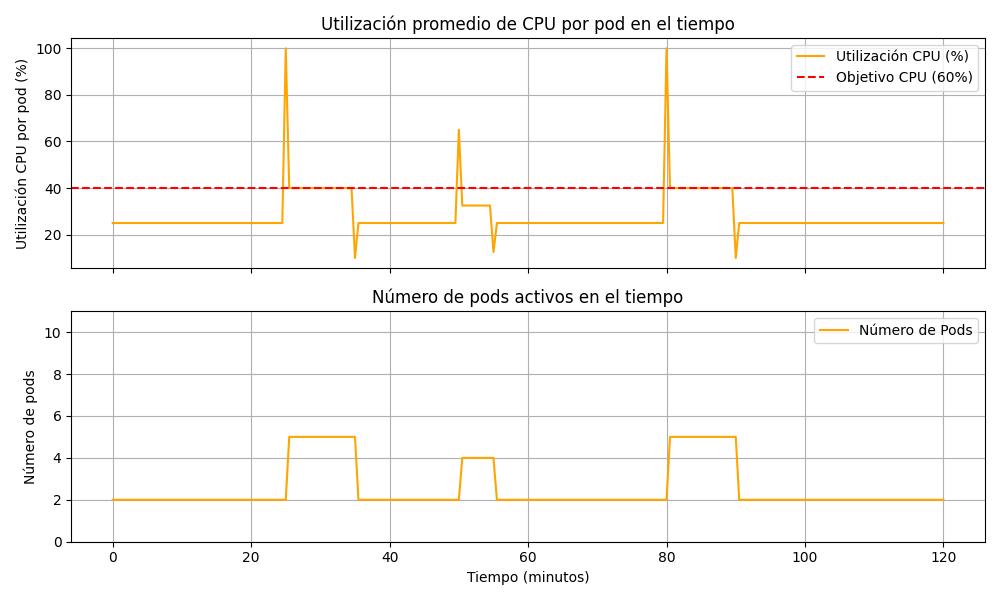 Utilización promedio de CPU por pod en el tiempo
Utilización CPU por pod (%)
100
80
60
40
20
Utilización CPU (%)
Objetivo CPU (60%)
Número de pods activos en el tiempo
Número de pods
10
8
6
4
2
0
Número de Pods
0 20 40 60 80 100 120
Tiempo (minutos)